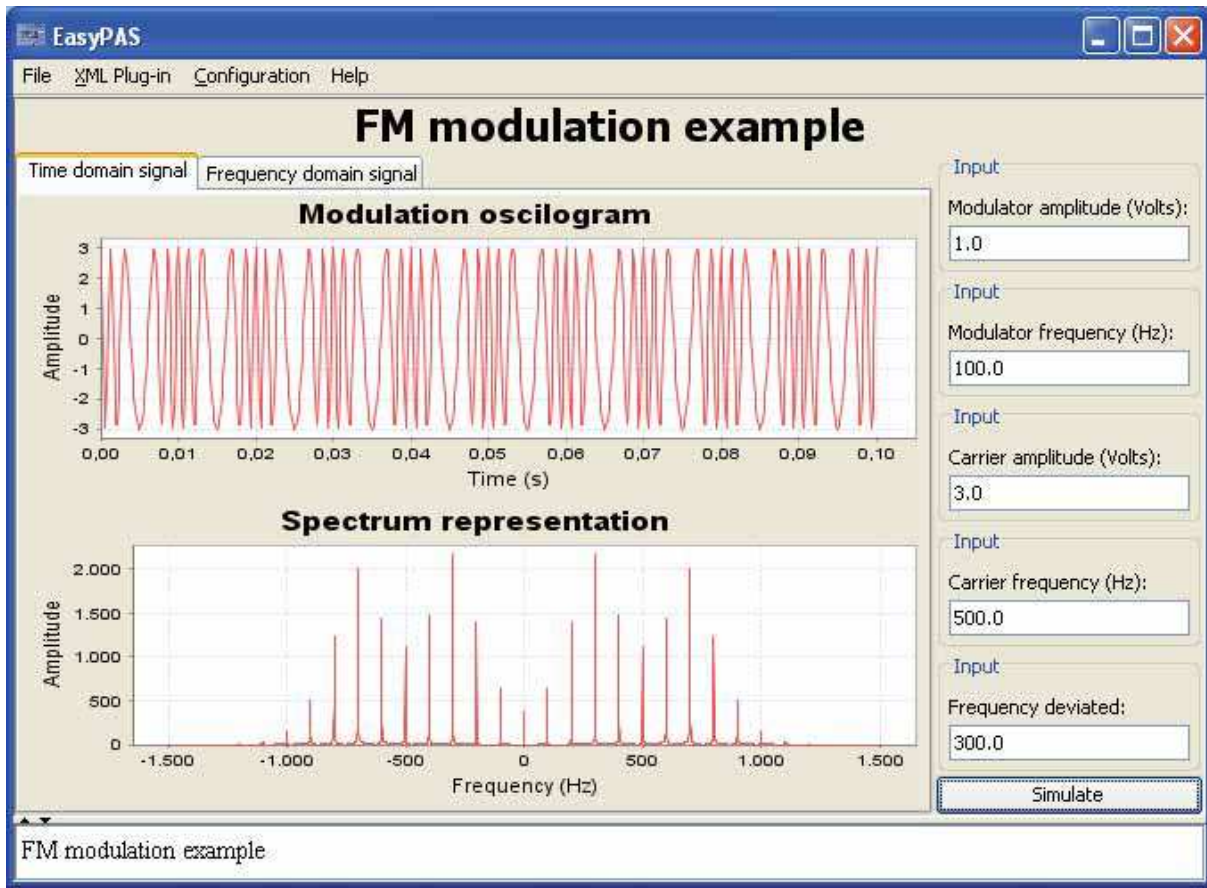 EasyPAS
File XML Plug-in Configuration Help
FM modulation example
Time domain signal Frequency domain signal
Modulation oscilogram
Amplitude
3
2
1
0
-1
-2
-3
0,00 0,01 0,02 0,03 0,04 0,05 0,06 0,07 0,08 0,09 0,10
Time (s)
Spectrum representation
Amplitude
2.000
1.500
1.000
500
0
-1.500 -1.000 -500 0 500 1.000 1.500
Frequency (Hz)
Input
Modulator amplitude (Volts):
1.0
Input
Modulator frequency (Hz):
100.0
Input
Carrier amplitude (Volts):
3.0
Input
Carrier frequency (Hz):
500.0
Input
Frequency deviated:
300.0
Simulate
FM modulation example